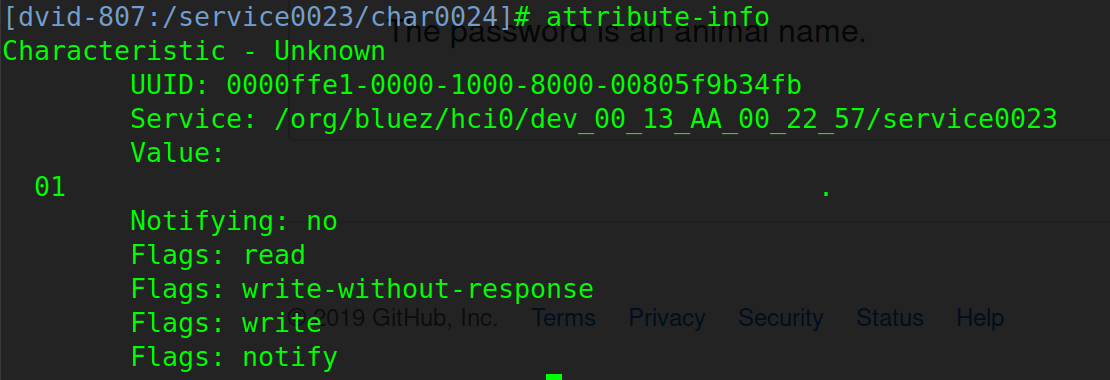 [dvid-807:/service0023/char0024]# attribute-info
The password is an animal name.
Characteristic - Unknown
UUID: 0000ffe1-0000-1000-8000-00805f9b34fb
Service: /org/bluez/hci0/dev_00_13_AA_00_22_57/service0023
Value:
01 .
Notifying: no
Flags: read
Flags: write-without-response
Flags: write
© 2019 GitHub, Inc. Terms Privacy Security Status Help
Flags: notify